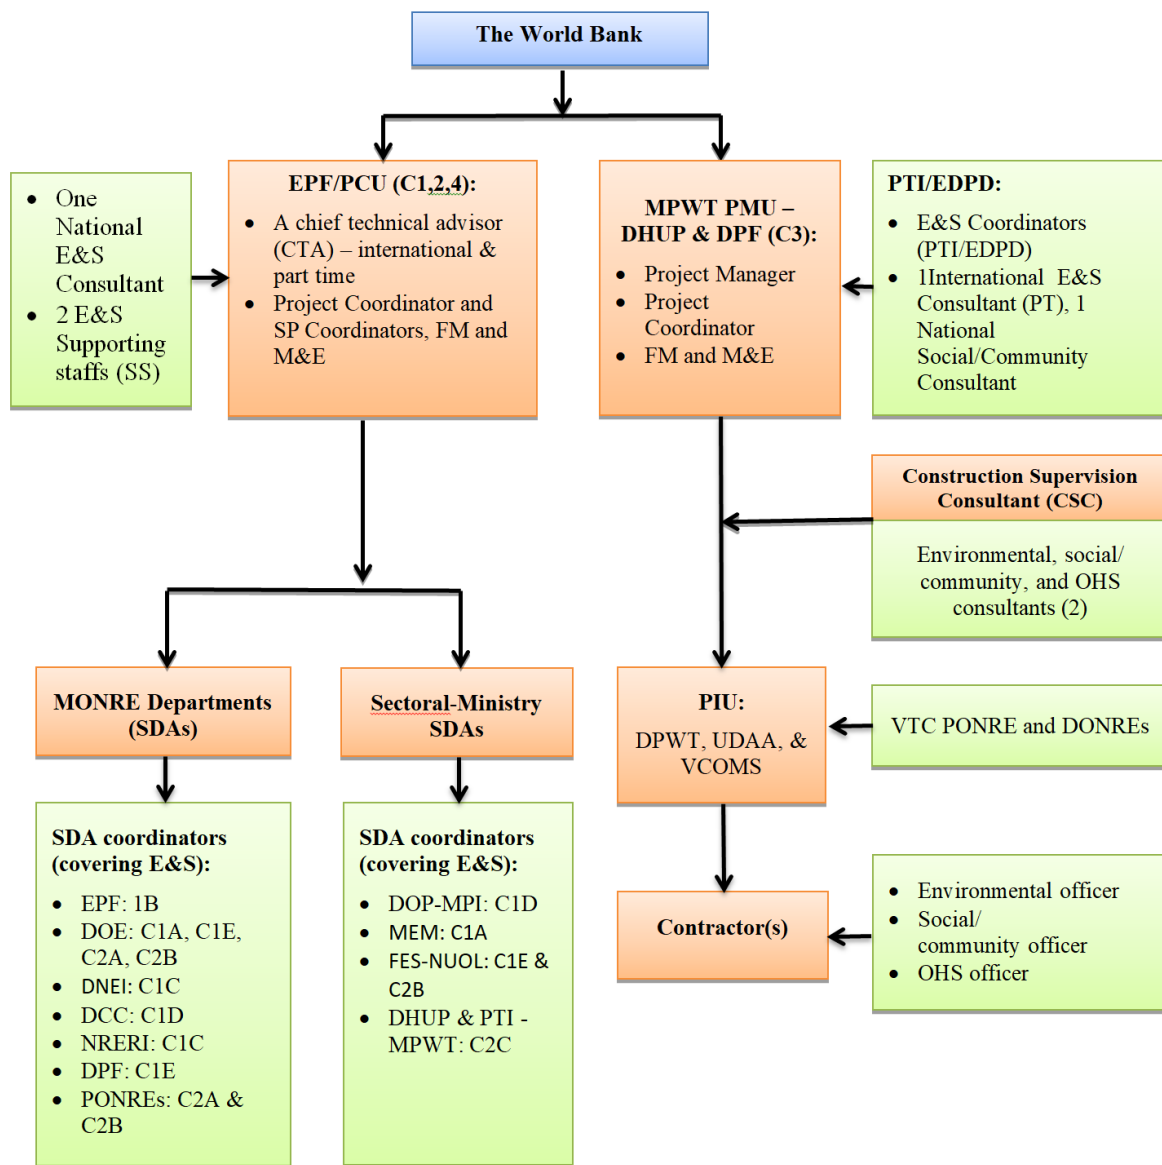 The World Bank
One
National
E&S
Consultant
2 E&S
Supporting
staffs (SS)
EPF/PCU (C1,2,4):
A chief technical advisor
(CTA) – international &
part time
Project Coordinator and
SP Coordinators, FM and
M&E
MPWT PMU –
DHUP & DPF (C3):
Project Manager
Project
Coordinator
FM and M&E
PTI/EDPD:
E&S Coordinators
(PTI/EDPD)
1International E&S
Consultant (PT), 1
National
Social/Community
Consultant
Construction Supervision
Consultant (CSC)
Environmental, social/
community, and OHS
consultants (2)
MONRE Departments
(SDAs)
Sectoral-Ministry
SDAs
PIU:
DPWT, UDAA, &
VCOMS
VTC PONRE and DONREs
SDA coordinators
(covering E&S):
EPF: 1B
DOE: C1A, C1E,
C2A, C2B
DNEI: C1C
DCC: C1D
NRERI: C1C
DPF: C1E
PONREs: C2A &
C2B
SDA coordinators
(covering E&S):
DOP-MPI: C1D
MEM: C1A
FES-NUOL: C1E &
C2B
DHUP & PTI -
MPWT: C2C
Contractor(s)
Environmental officer
Social/
community officer
OHS officer